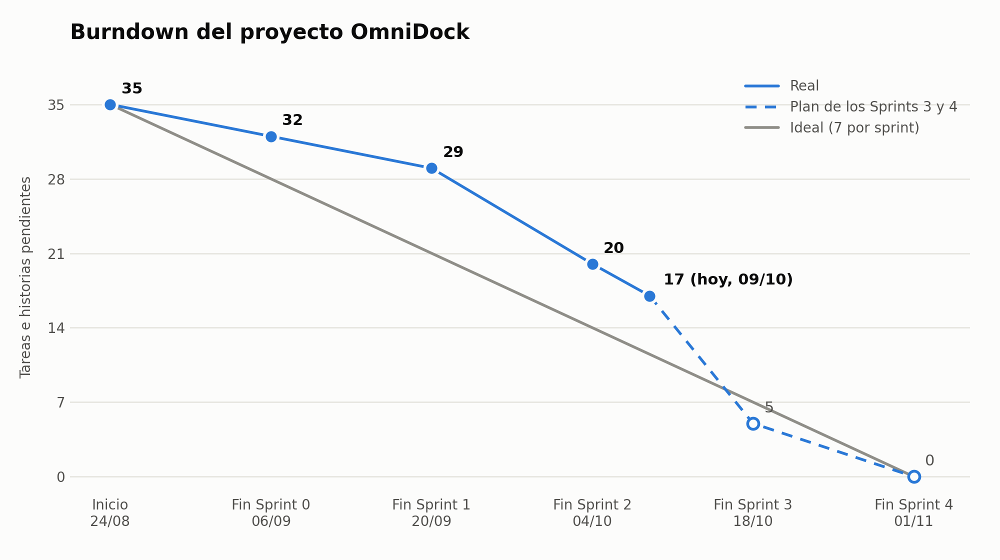 Burndown del proyecto OmniDock
Real
Plan de los Sprints 3 y 4
Ideal (7 por sprint)
Tareas e historias pendientes
35
28
21
14
7
0
35
32
29
20
17 (hoy, 09/10)
5
0
Inicio
24/08
Fin Sprint 0
06/09
Fin Sprint 1
20/09
Fin Sprint 2
04/10
Fin Sprint 3
18/10
Fin Sprint 4
01/11